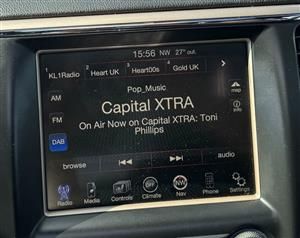 15:56 NW 27° out.
1 KL1Radio 2 Heart UK 3 Heart00s 4 Gold UK
Pop_Music
AM
map
Capital XTRA
info
FM
On Air Now on Capital XTRA: Toni
Phillips
DAB
browse audio
OFF NAV
Radio Media Controls Climate Nav Phone Settings